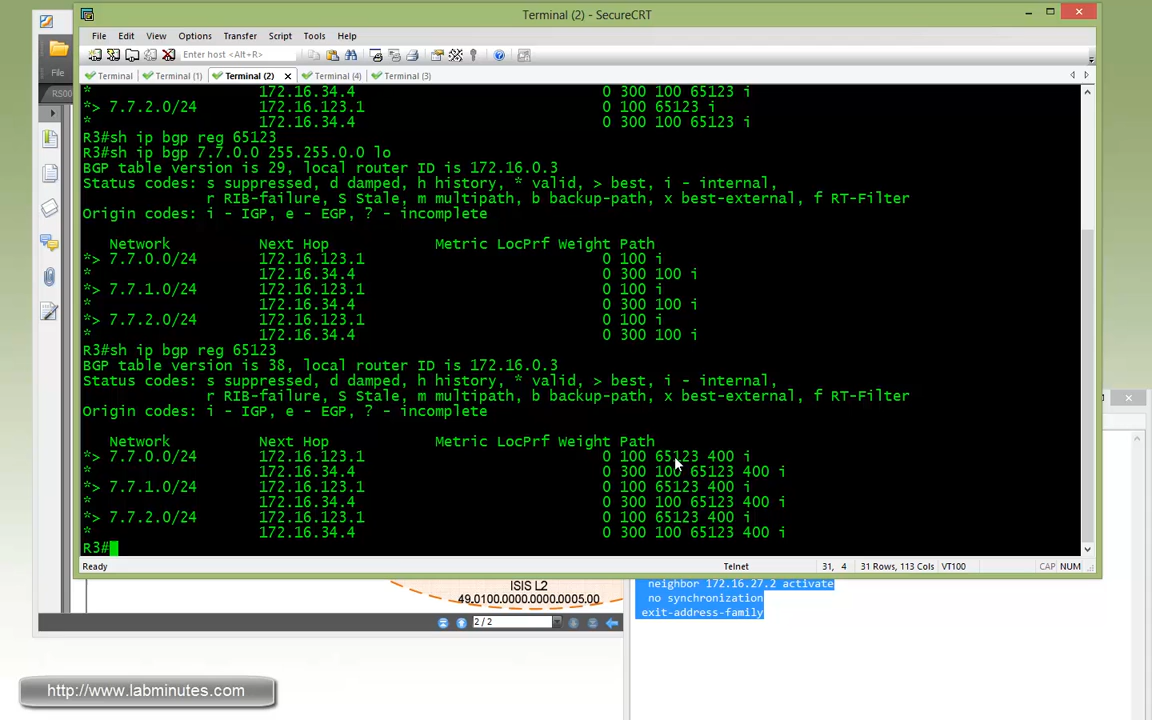 Terminal (2) - SecureCRT
File Edit View Options Transfer Script Tools Help
Enter host <Alt+R>
File
Terminal Terminal (1) Terminal (2) Terminal (4) Terminal (3)
RS00
* 172.16.34.4 0 300 100 65123 i
*> 7.7.2.0/24 172.16.123.1 0 100 65123 i
* 172.16.34.4 0 300 100 65123 i
R3#sh ip bgp reg 65123
R3#sh ip bgp 7.7.0.0 255.255.0.0 lo
BGP table version is 29, local router ID is 172.16.0.3
Status codes: s suppressed, d damped, h history, * valid, > best, i - internal,
r RIB-failure, S Stale, m multipath, b backup-path, x best-external, f RT-Filter
Origin codes: i - IGP, e - EGP, ? - incomplete
Network Next Hop Metric LocPrf Weight Path
*> 7.7.0.0/24 172.16.123.1 0 100 i
* 172.16.34.4 0 300 100 i
*> 7.7.1.0/24 172.16.123.1 0 100 i
* 172.16.34.4 0 300 100 i
*> 7.7.2.0/24 172.16.123.1 0 100 i
* 172.16.34.4 0 300 100 i
R3#sh ip bgp reg 65123
BGP table version is 38, local router ID is 172.16.0.3
Status codes: s suppressed, d damped, h history, * valid, > best, i - internal,
r RIB-failure, S Stale, m multipath, b backup-path, x best-external, f RT-Filter
Origin codes: i - IGP, e - EGP, ? - incomplete
Network Next Hop Metric LocPrf Weight Path
*> 7.7.0.0/24 172.16.123.1 0 100 65123 400 i
* 172.16.34.4 0 300 100 65123 400 i
*> 7.7.1.0/24 172.16.123.1 0 100 65123 400 i
* 172.16.34.4 0 300 100 65123 400 i
*> 7.7.2.0/24 172.16.123.1 0 100 65123 400 i
* 172.16.34.4 0 300 100 65123 400 i
R3#
Ready Telnet 31, 4 31 Rows, 113 Cols VT100 CAP NUM
ISIS L2
49.0100.0000.0000.0005.00
neighbor 172.16.27.2 activate
no synchronization
exit-address-family
2 / 2
http://www.labminutes.com